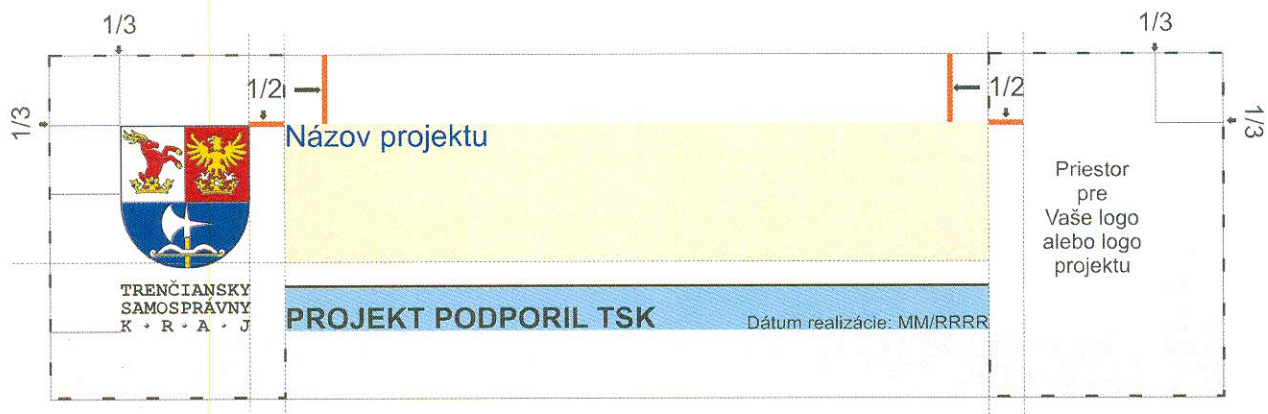 1/3
1/3
1/2
1/2
1/3
1/3
Názov projektu
Priestor
pre
Vaše logo
alebo logo
projektu
TRENČIANSKY
SAMOSPRÁVNY
K · R · A · J
PROJEKT PODPORIL TSK
Dátum realizácie: MM/RRRR